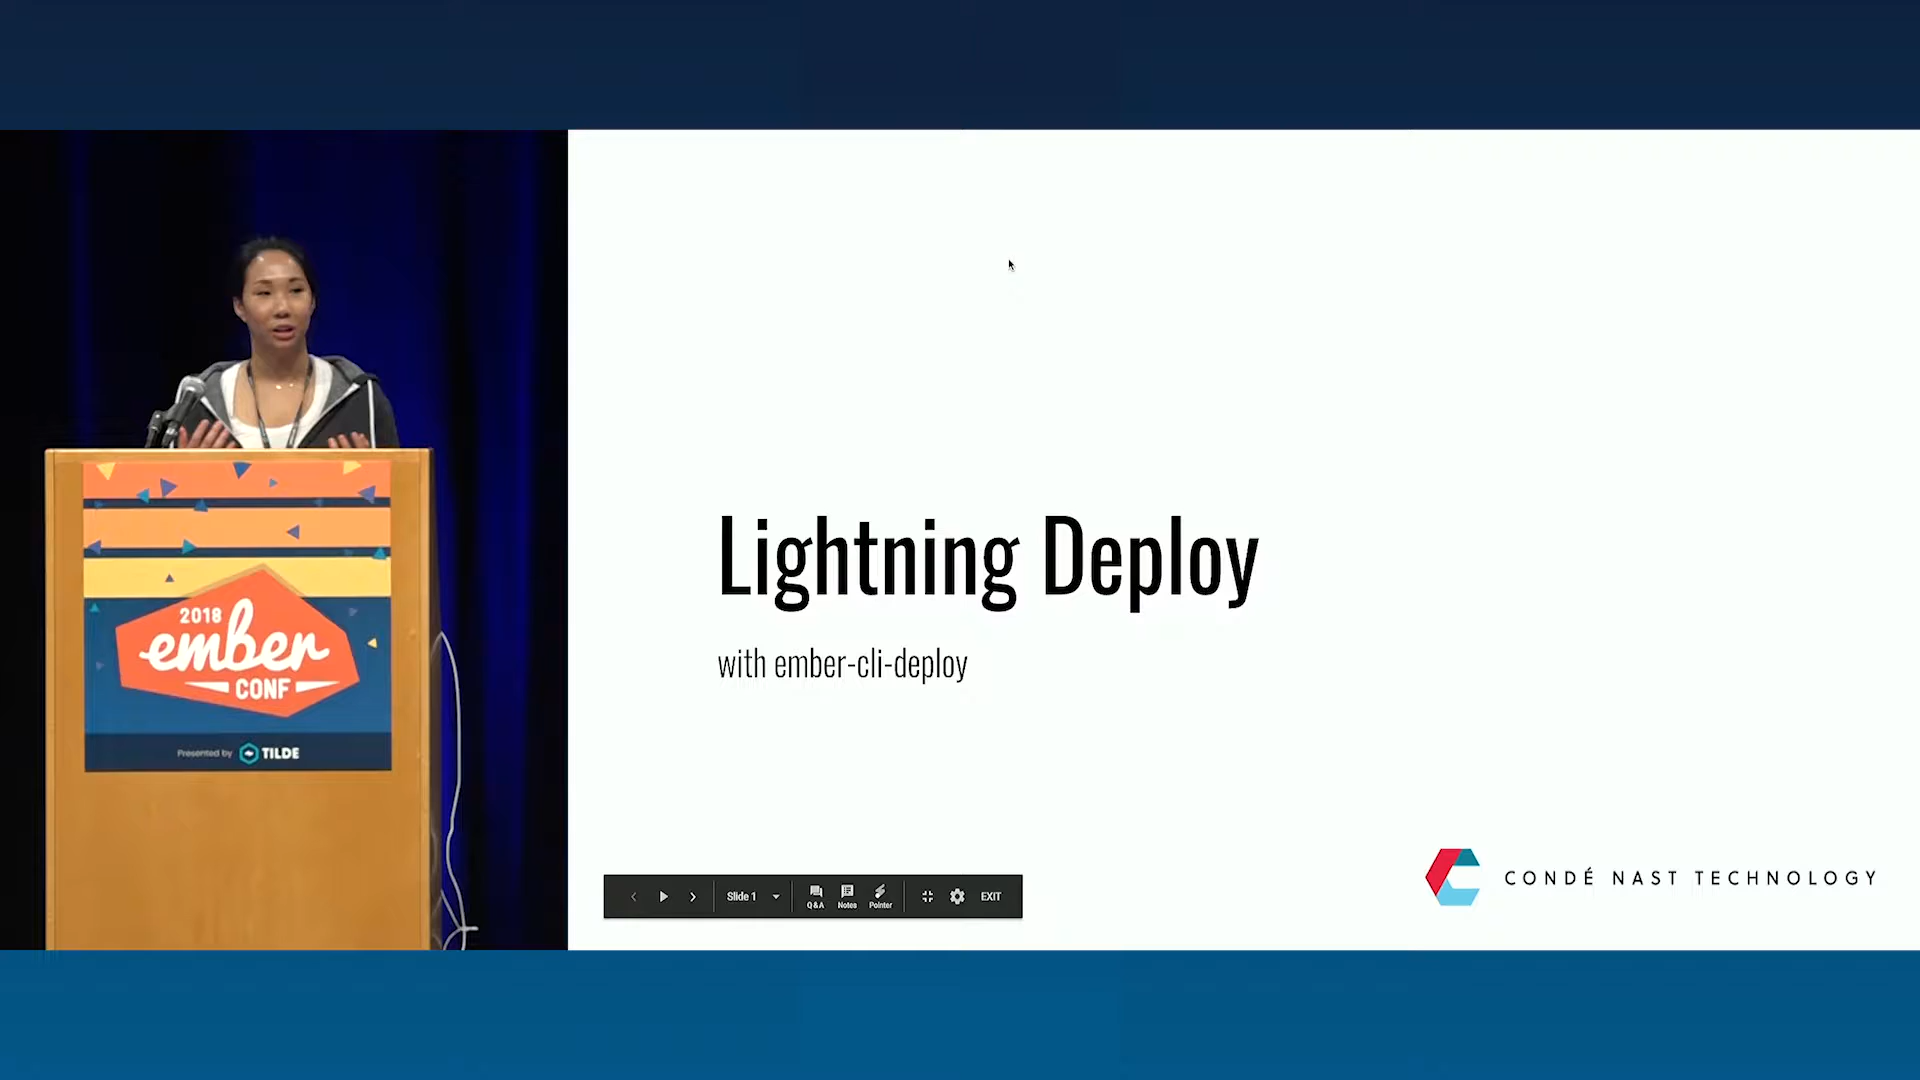 2018
ember
CONF
Presented by TILDE
Lightning Deploy
with ember-cli-deploy
Slide 1
Q&A
Notes
Pointer
EXIT
CONDÉ NAST TECHNOLOGY